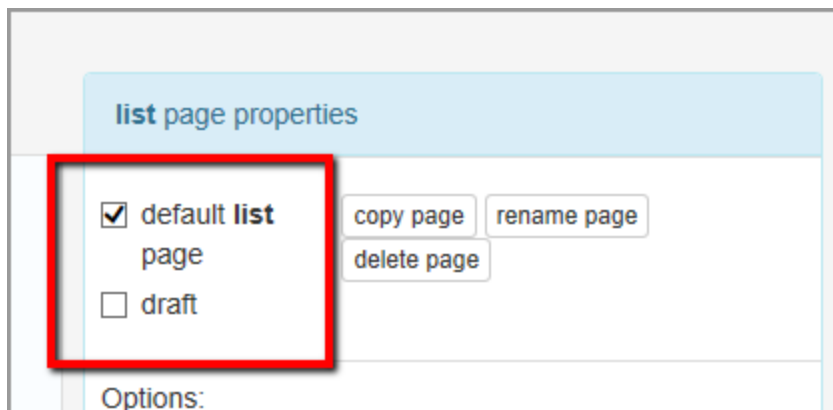 list page properties
default list
page
copy page
rename page
delete page
draft
Options: